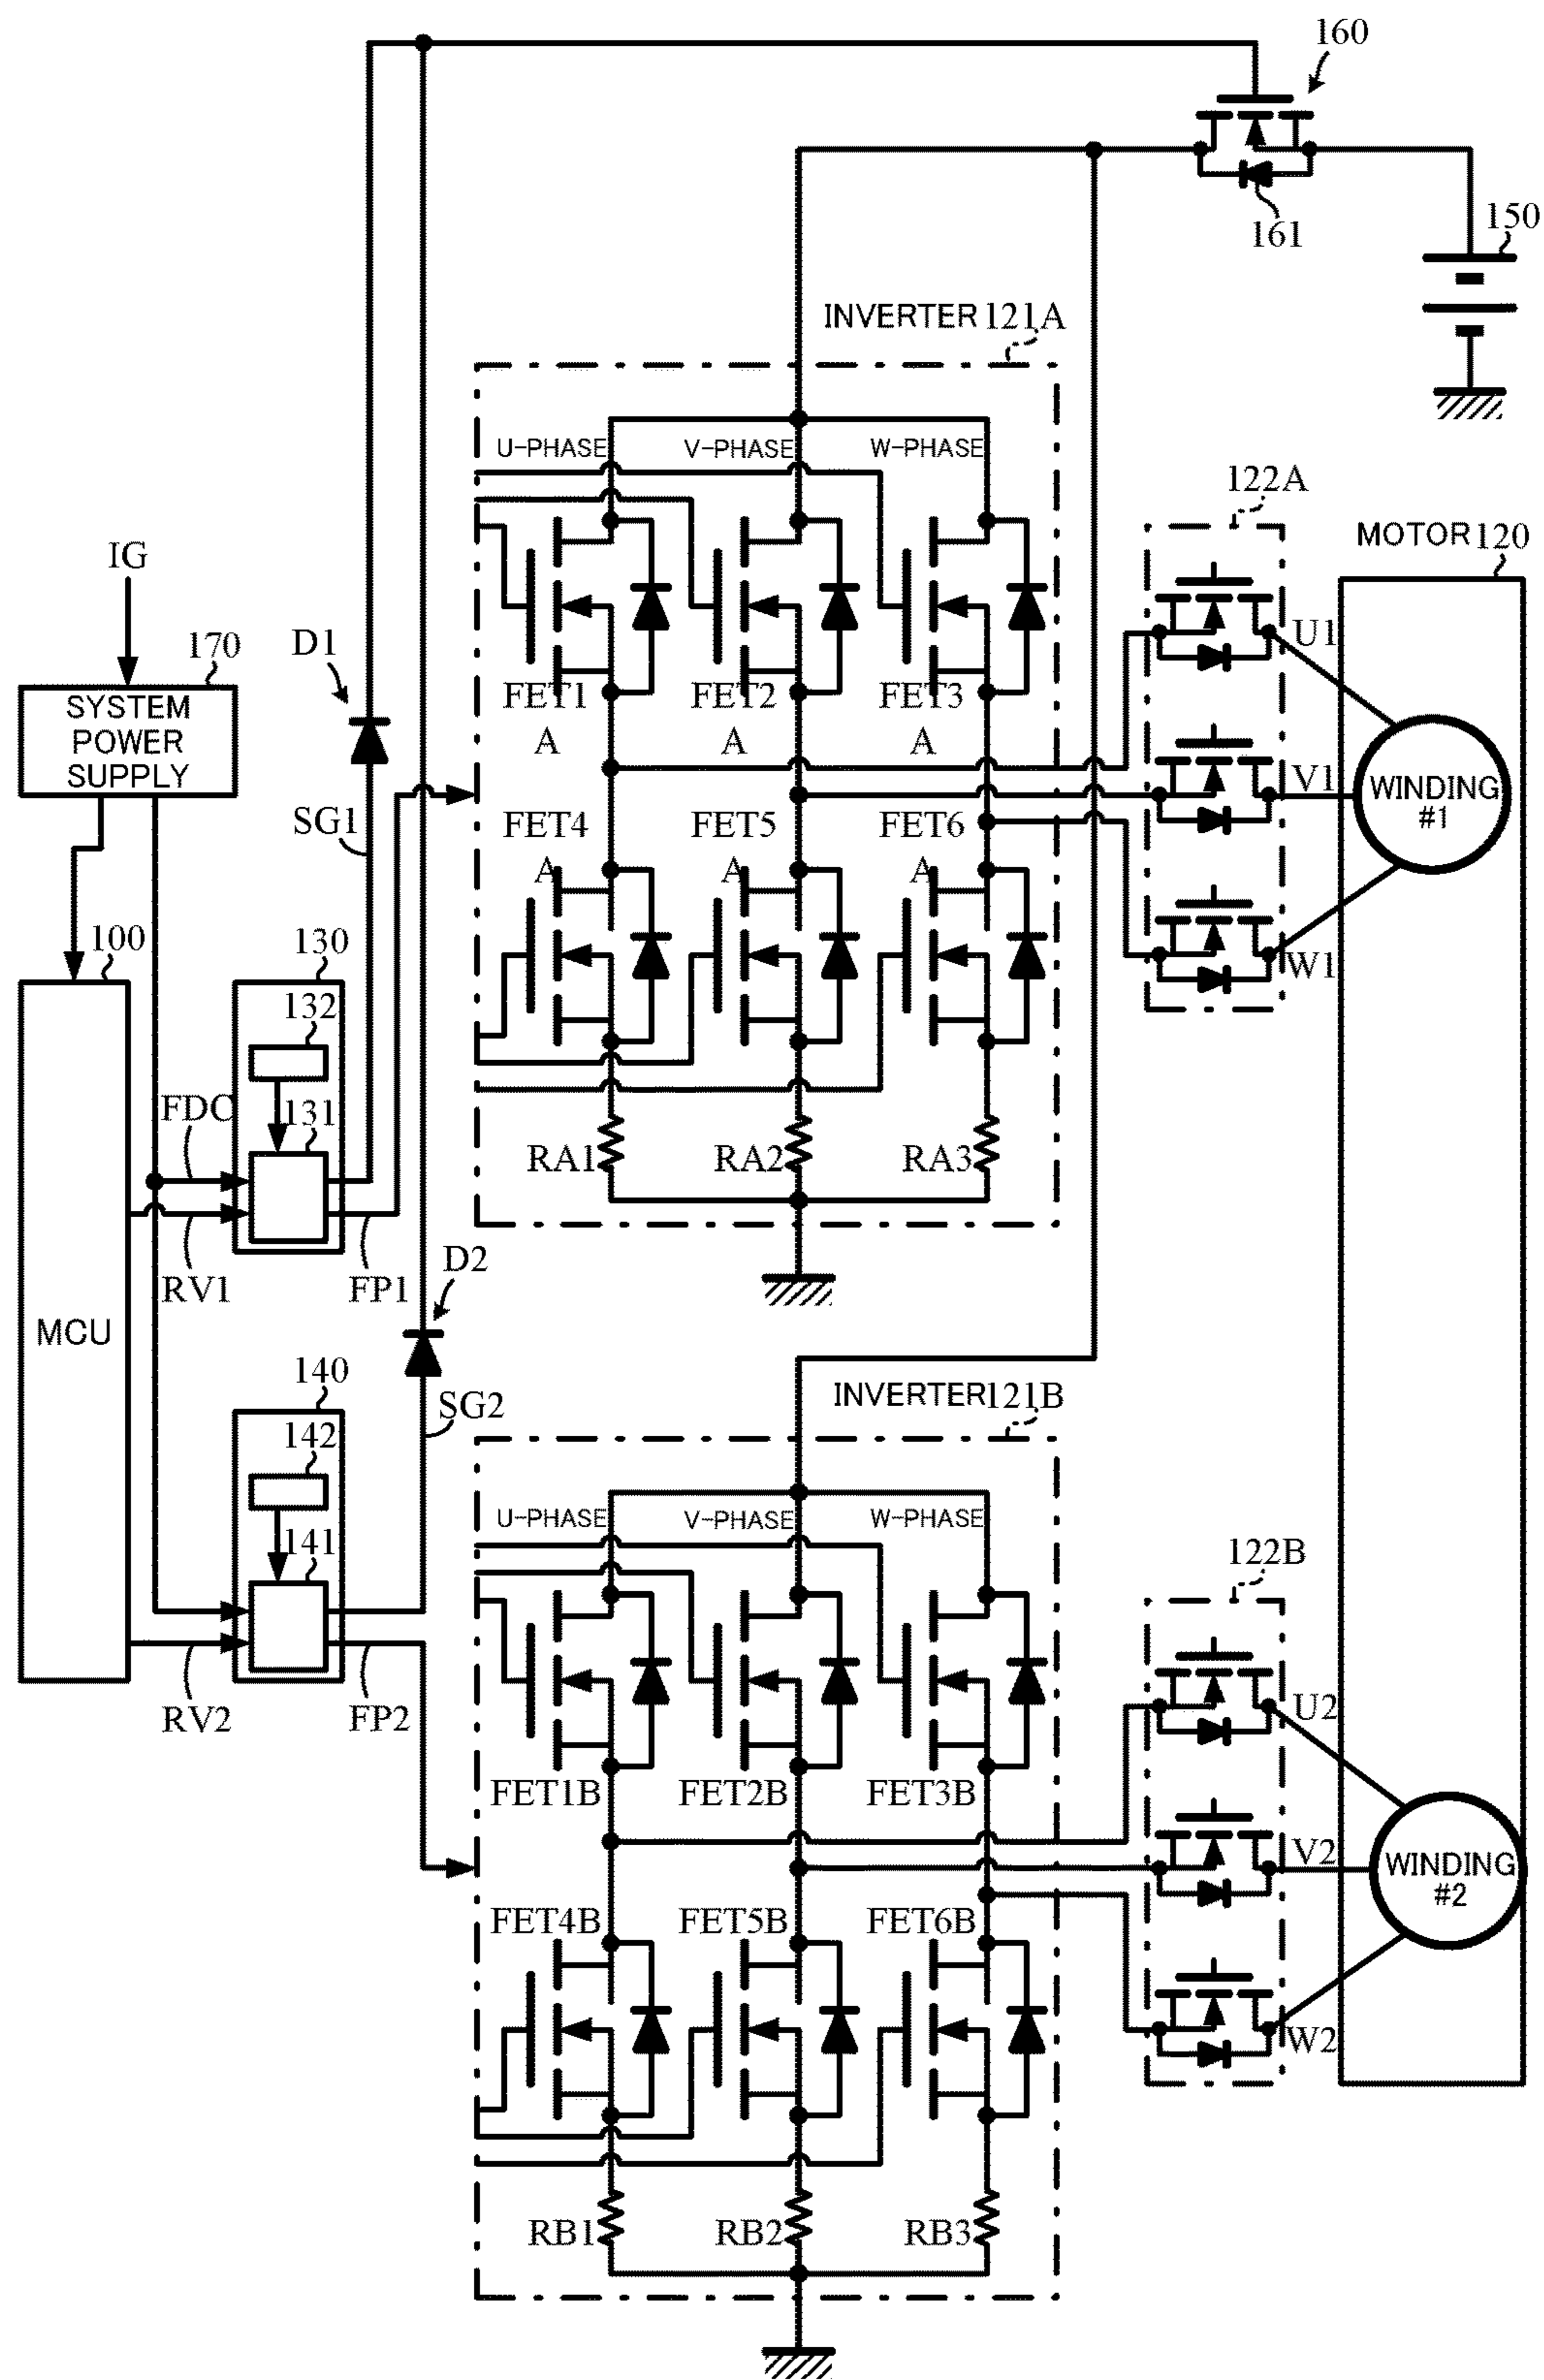 160
161
150
INVERTER 121A
U-PHASE
V-PHASE
W-PHASE
122A
MOTOR 120
IG
170
SYSTEM
POWER
SUPPLY
D1
FET1
A
FET2
A
FET3
A
U1
V1
W1
WINDING
#1
SG1
FET4
A
FET5
A
FET6
A
100
130
132
131
FDC
RV1
FP1
MCU
RA1
RA2
RA3
D2
140
142
141
SG2
RV2
FP2
INVERTER 121B
U-PHASE
V-PHASE
W-PHASE
122B
FET1B
FET2B
FET3B
U2
V2
W2
WINDING
#2
FET4B
FET5B
FET6B
RB1
RB2
RB3